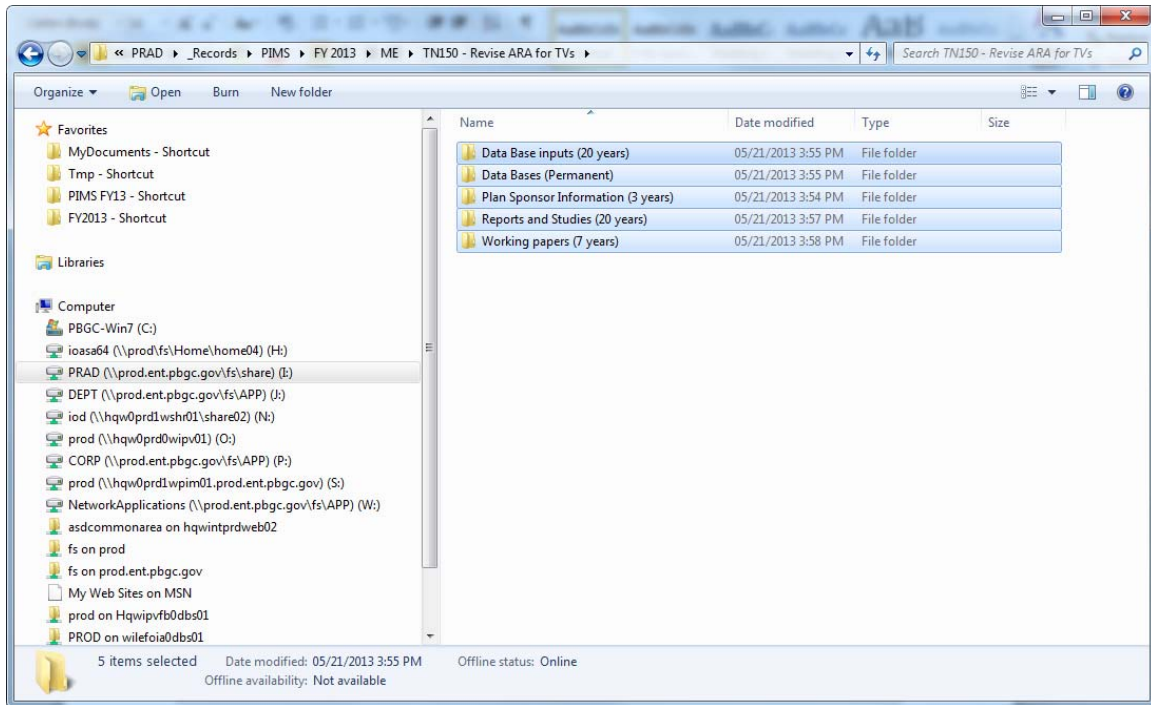 « PRAD ▸ _Records ▸ PIMS ▸ FY 2013 ▸ ME ▸ TN150 - Revise ARA for TVs ▸
Search TN150 - Revise ARA for TVs
Organize Open Burn New folder
Favorites
MyDocuments - Shortcut
Tmp - Shortcut
PIMS FY13 - Shortcut
FY2013 - Shortcut
Libraries
Computer
PBGC-Win7 (C:)
ioasa64 (\\prod\fs\Home\home04) (H:)
PRAD (\\prod.ent.pbgc.gov\fs\share) (I:)
DEPT (\\prod.ent.pbgc.gov\fs\APP) (J:)
iod (\\hqw0prd1wshr01\share02) (N:)
prod (\\hqw0prd0wipv01) (O:)
CORP (\\prod.ent.pbgc.gov\fs\APP) (P:)
prod (\\hqw0prd1wpim01.prod.ent.pbgc.gov) (S:)
NetworkApplications (\\prod.ent.pbgc.gov\fs\APP) (W:)
asdcommonarea on hqwintprdweb02
fs on prod
fs on prod.ent.pbgc.gov
My Web Sites on MSN
prod on Hqwipvfb0dbs01
PROD on wilefoia0dbs01
Name Date modified Type Size
Data Base inputs (20 years) 05/21/2013 3:55 PM File folder
Data Bases (Permanent) 05/21/2013 3:55 PM File folder
Plan Sponsor Information (3 years) 05/21/2013 3:54 PM File folder
Reports and Studies (20 years) 05/21/2013 3:57 PM File folder
Working papers (7 years) 05/21/2013 3:58 PM File folder
5 items selected Date modified: 05/21/2013 3:55 PM Offline status: Online
Offline availability: Not available